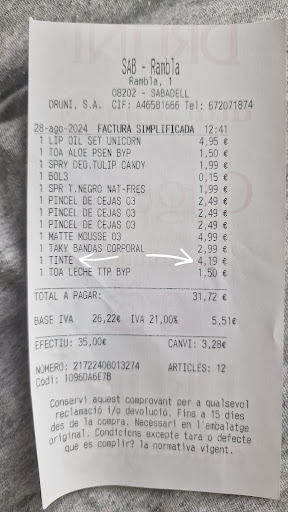 SAB - Rambla
Rambla, 1
08202 - SABADELL
DRUNI, S.A. CIF: A46581666 Tel: 672071874
28-ago-2024 FACTURA SIMPLIFICADA 12:41
1 LIP OIL SET UNICORN 4,95 €
1 TOA ALOE PSEN BYP 1,50 €
1 SPRY DEO.TULIP CANDY 1,99 €
1 BOL3 0,15 €
1 SPR T.NEGRO NAT-FRES 1,99 €
1 PINCEL DE CEJAS 03 2,49 €
1 PINCEL DE CEJAS 03 2,49 €
1 PINCEL DE CEJAS 03 2,49 €
1 MATTE MOUSSE 03 4,99 €
1 TAKY BANDAS CORPORAL 2,99 €
1 TINTE 4,19 €
1 TOA LECHE TTP BYP 1,50 €
TOTAL A PAGAR: 31,72 €
BASE IVA 26,22€ IVA 21,00% 5,51€
EFECTIU: 35,00€ CANVI: 3,28€
NÚMERO: 21722406013274 ARTICLES: 12
Codi: 1096DA6E7B
Conservi aquest comprovant per a qualsevol
reclamació i/o devolució. Fins a 15 dies
des de la compra. Necessari en l'embalatge
original. Condicions excepte tara o defecte
que es complir? la normativa vigent.